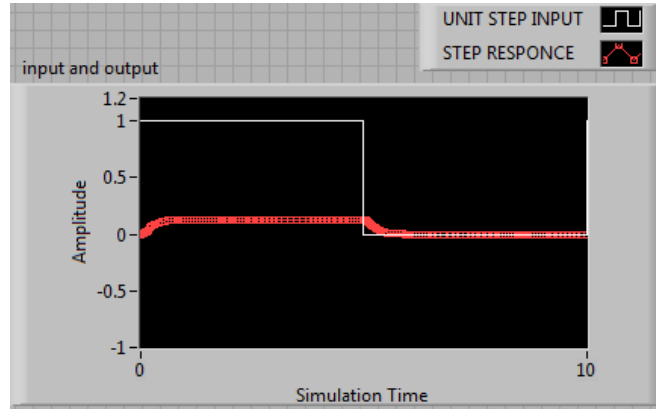 UNIT STEP INPUT
STEP RESPONCE
input and output
1.2
1
0.5
0
-0.5
-1
Amplitude
0
10
Simulation Time